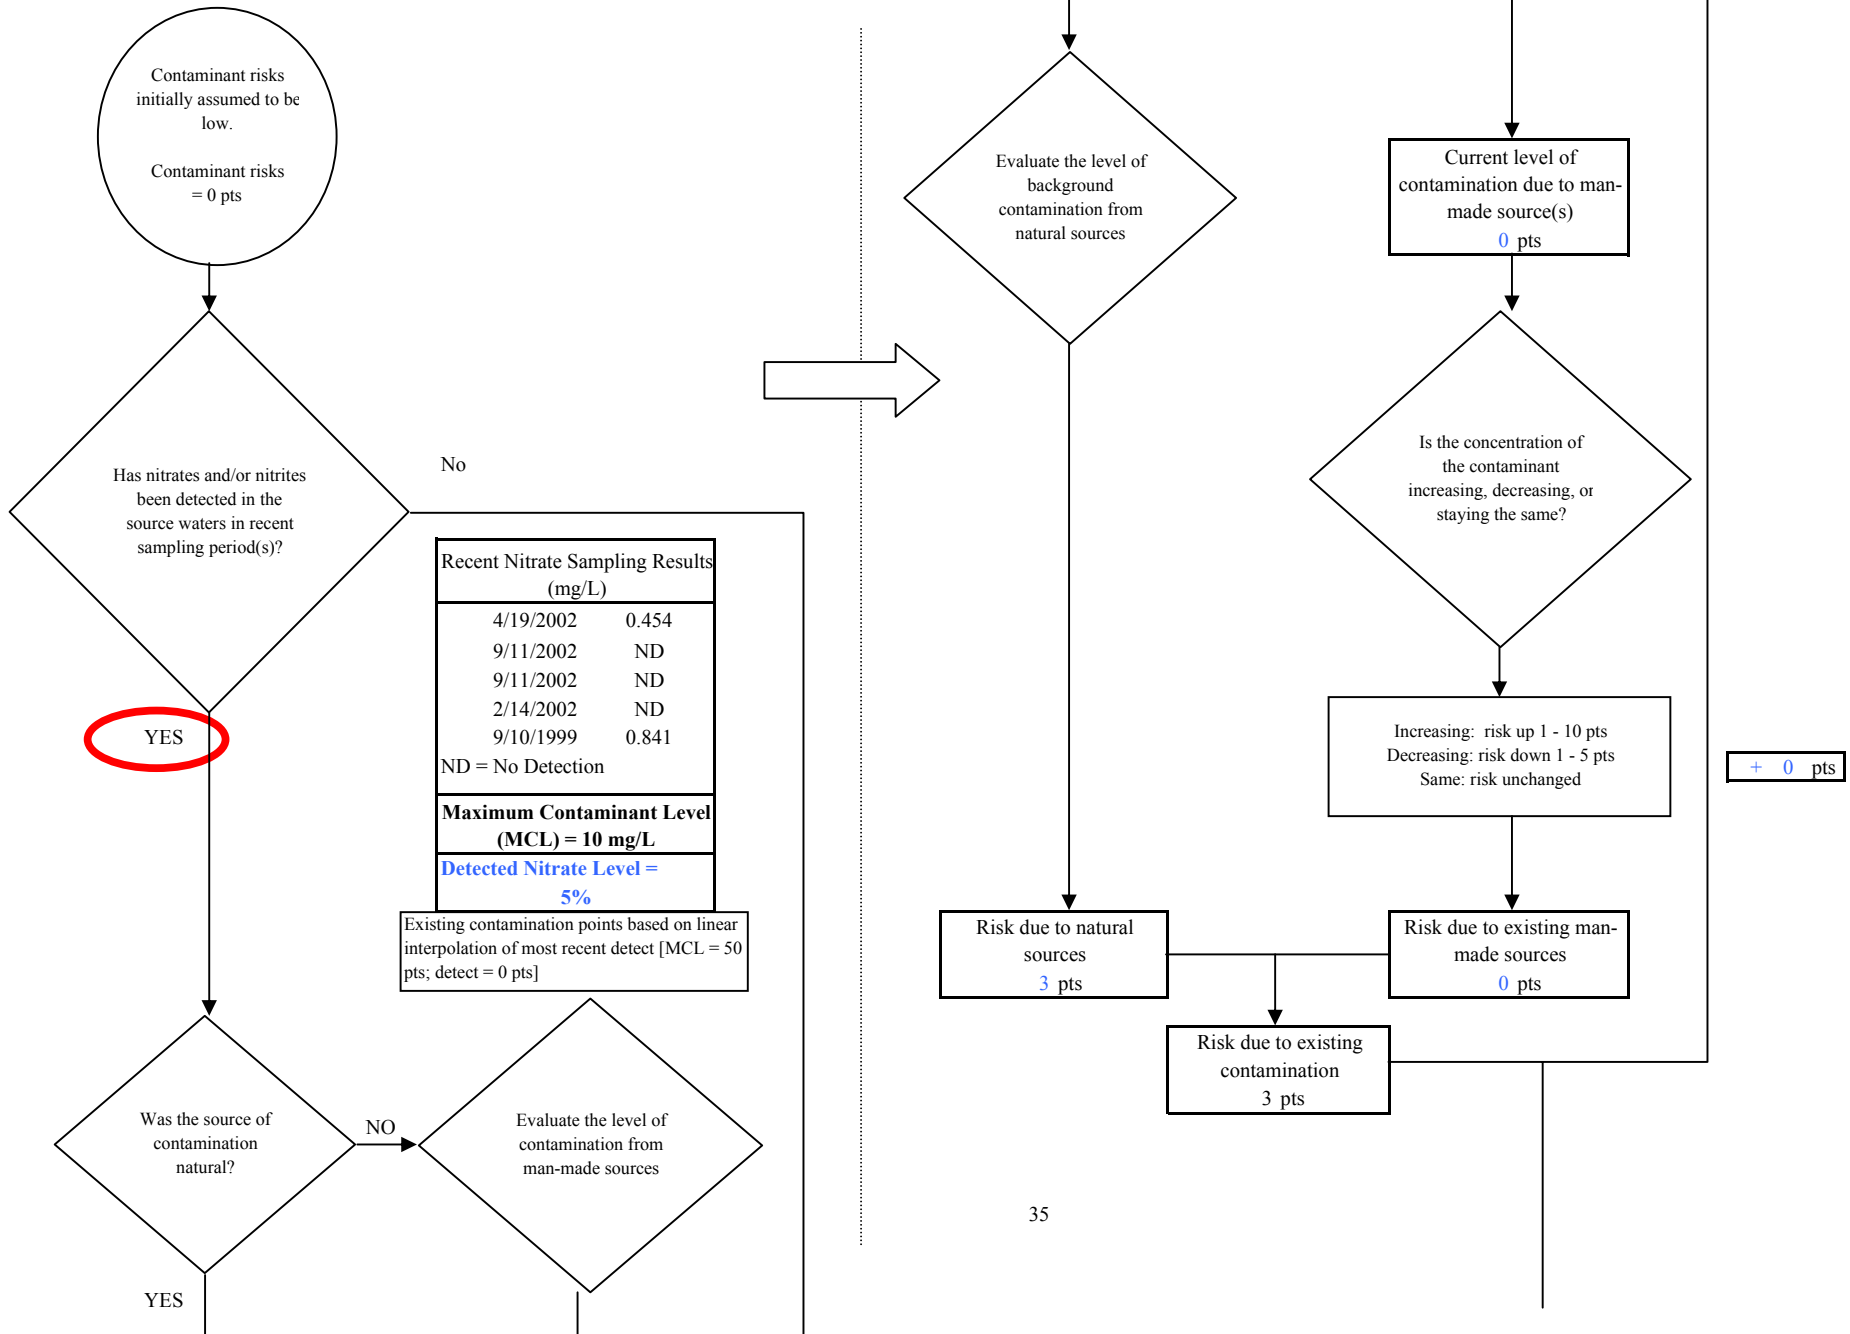 Contaminant risks
initially assumed to be
low.
Contaminant risks
= 0 pts
Has nitrates and/or nitrites
been detected in the
source waters in recent
sampling period(s)?
No
YES
Recent Nitrate Sampling Results
(mg/L)
4/19/2002 0.454
9/11/2002 ND
9/11/2002 ND
2/14/2002 ND
9/10/1999 0.841
ND = No Detection
Maximum Contaminant Level
(MCL) = 10 mg/L
Detected Nitrate Level =
5%
Existing contamination points based on linear
interpolation of most recent detect [MCL = 50
pts; detect = 0 pts]
Was the source of
contamination
natural?
NO
Evaluate the level of
contamination from
man-made sources
YES
Evaluate the level of
background
contamination from
natural sources
Current level of
contamination due to man-
made source(s)
0 pts
Is the concentration of
the contaminant
increasing, decreasing, or
staying the same?
Increasing: risk up 1 - 10 pts
Decreasing: risk down 1 - 5 pts
Same: risk unchanged
+ 0 pts
Risk due to natural
sources
3 pts
Risk due to existing man-
made sources
0 pts
Risk due to existing
contamination
3 pts
35